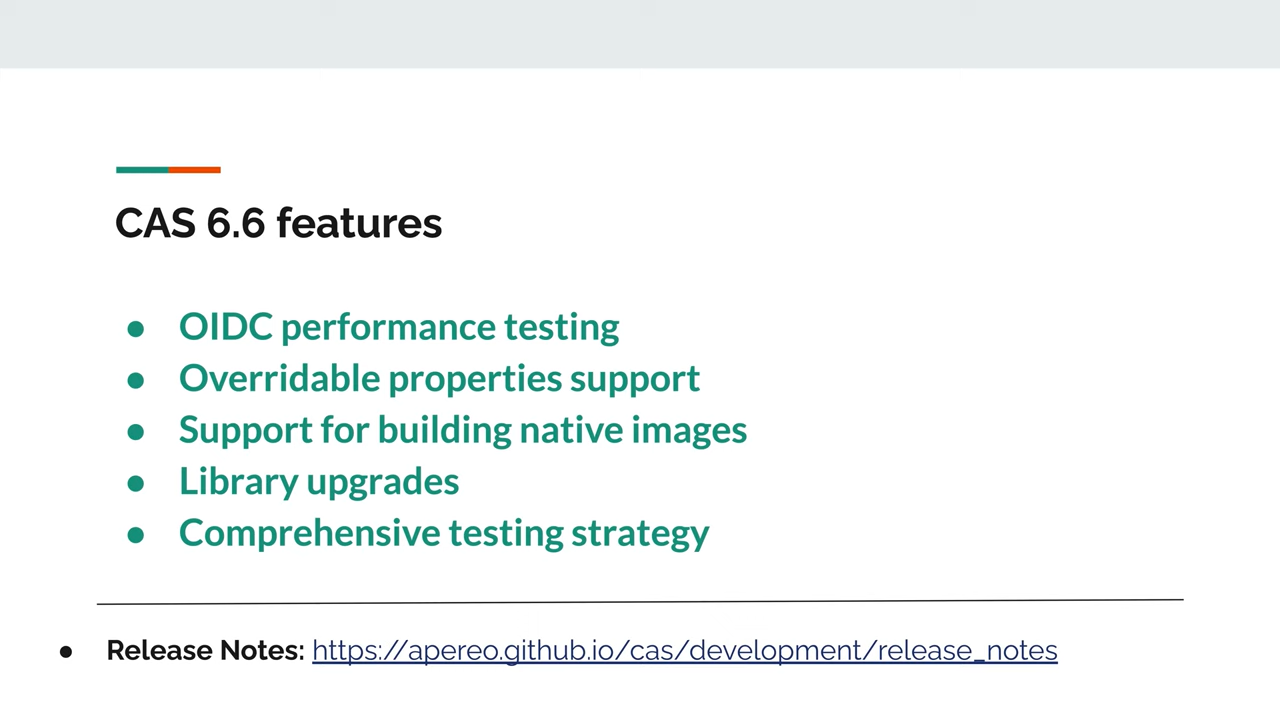 CAS 6.6 features
● OIDC performance testing
● Overridable properties support
● Support for building native images
● Library upgrades
● Comprehensive testing strategy
● Release Notes: https://apereo.github.io/cas/development/release_notes